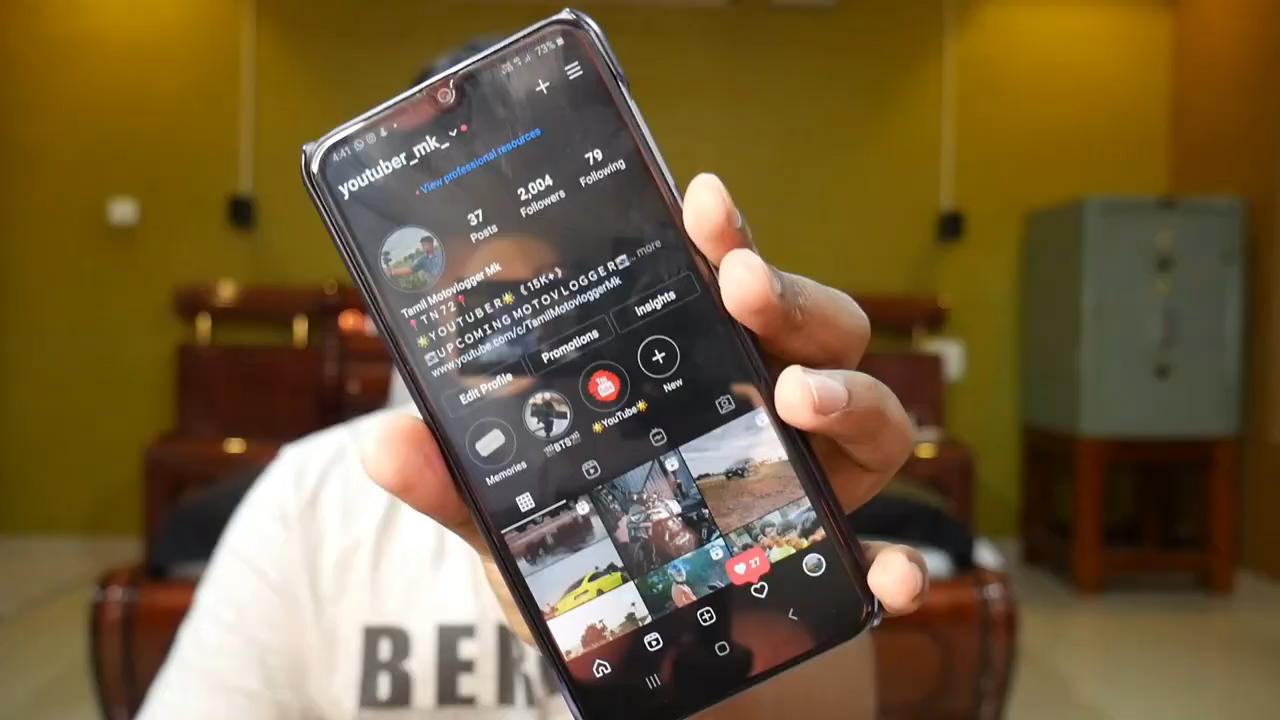 4:41
73%
youtuber_mk_
View professional resources
37
Posts
2,004
Followers
79
Following
Tamil Motovlogger Mk
📍TN72📍
🌟YOUTUBER🌟《15K+》
📷UPCOMING MOTOVLOGGER📷... more
www.youtube.com/c/TamilMotovloggerMk
Edit Profile
Promotions
Insights
Memories
BTS
🌟YouTube🌟
New
27
BER